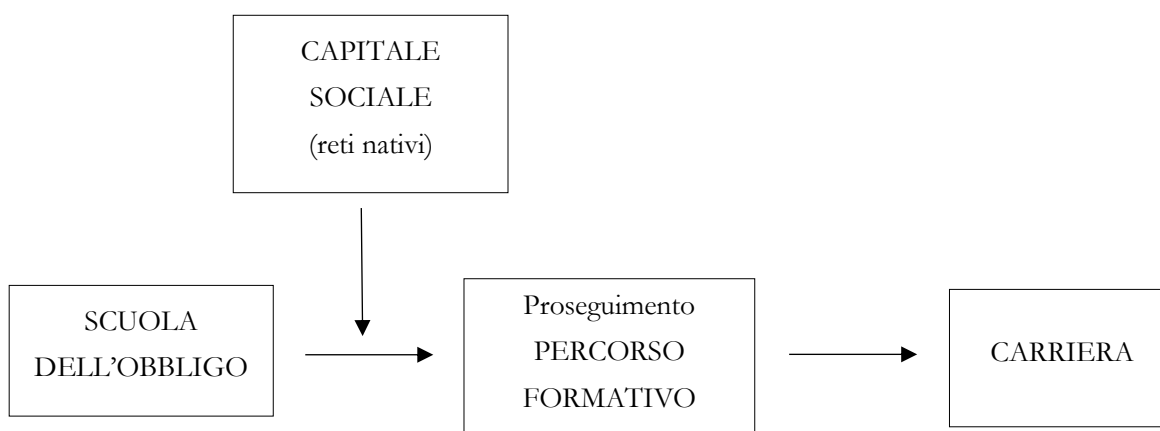 CAPITALE
SOCIALE
(reti nativi)
SCUOLA
DELL’OBBLIGO
Proseguimento
PERCORSO
FORMATIVO
CARRIERA